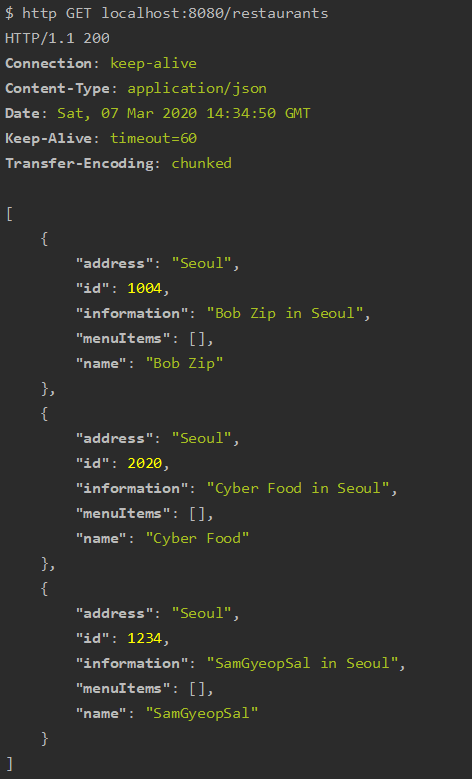 $ http GET localhost:8080/restaurants
HTTP/1.1 200
Connection: keep-alive
Content-Type: application/json
Date: Sat, 07 Mar 2020 14:34:50 GMT
Keep-Alive: timeout=60
Transfer-Encoding: chunked

[
    {
        "address": "Seoul",
        "id": 1004,
        "information": "Bob Zip in Seoul",
        "menuItems": [],
        "name": "Bob Zip"
    },
    {
        "address": "Seoul",
        "id": 2020,
        "information": "Cyber Food in Seoul",
        "menuItems": [],
        "name": "Cyber Food"
    },
    {
        "address": "Seoul",
        "id": 1234,
        "information": "SamGyeopSal in Seoul",
        "menuItems": [],
        "name": "SamGyeopSal"
    }
]